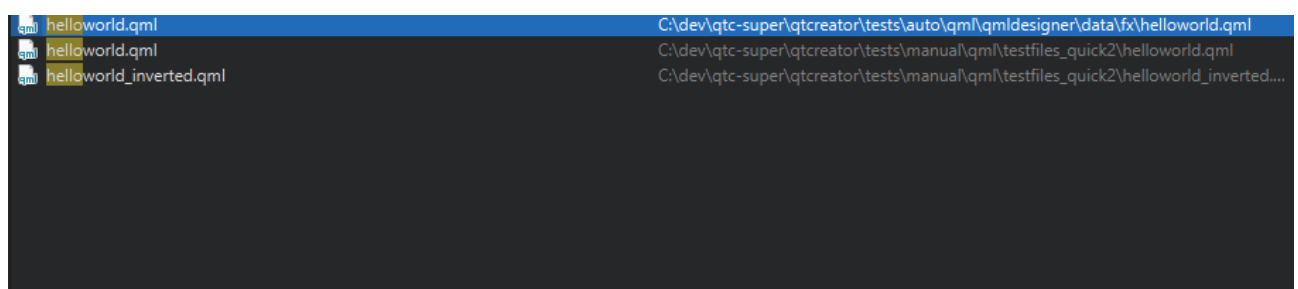 helloworld.qml C:\dev\qtc-super\qtcreator\tests\auto\qml\qmldesigner\data\fx\helloworld.qml
helloworld.qml C:\dev\qtc-super\qtcreator\tests\manual\qml\testfiles_quick2\helloworld.qml
helloworld_inverted.qml C:\dev\qtc-super\qtcreator\tests\manual\qml\testfiles_quick2\helloworld_inverted....